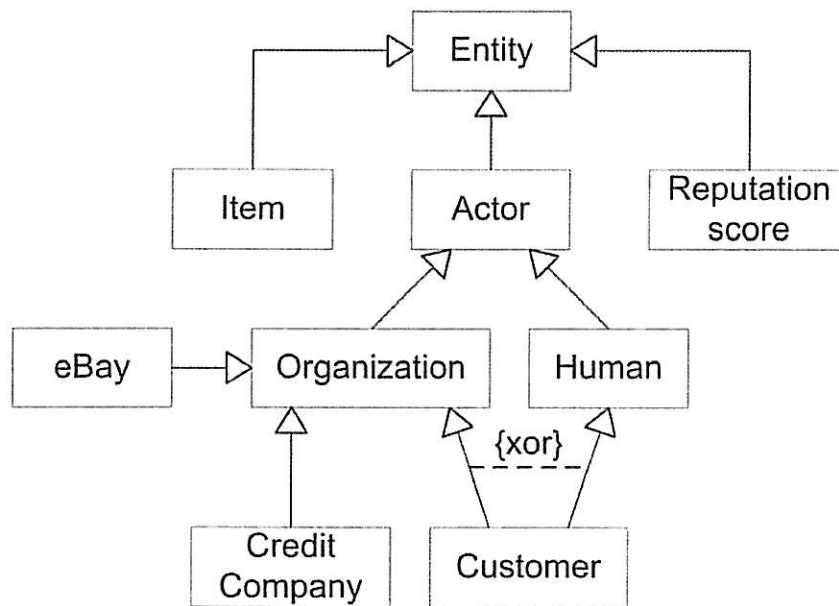 Entity
Item
Actor
Reputation
score
eBay
Organization
Human
{xor}
Credit
Company
Customer